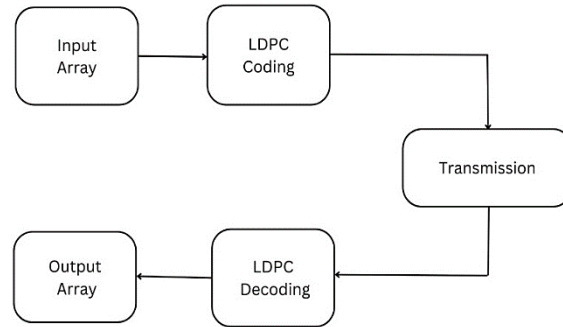 Input
Array
LDPC
Coding
Transmission
LDPC
Decoding
Output
Array